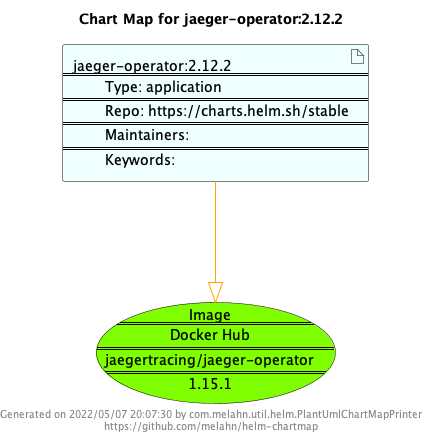 Chart Map for jaeger-operator:2.12.2
jaeger-operator:2.12.2
Type: application
Repo: https://charts.helm.sh/stable
Maintainers:
Keywords:
Image
Docker Hub
jaegertracing/jaeger-operator
1.15.1
Generated on 2022/05/07 20:07:30 by com.melahn.util.helm.PlantUmlChartMapPrinter
https://github.com/melahn/helm-chartmap